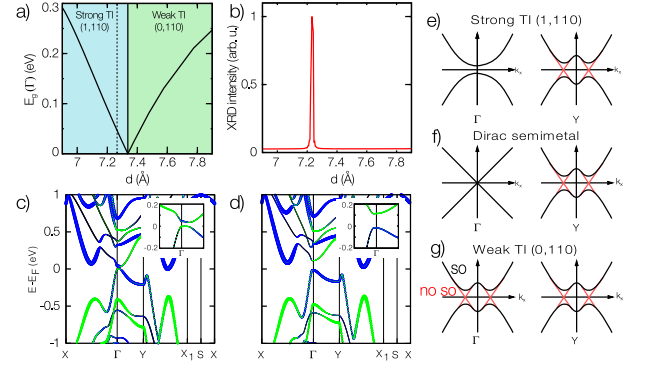 a)
Strong TI
(1,110)
Weak TI
(0,110)
E_g (Γ) (eV)
0.3
0.2
0.1
0
7
7.2
7.4
7.6
7.8
d (Å)
b)
XRD intensity (arb. u.)
1
0.5
0
7
7.2
7.4
7.6
7.8
d (Å)
c)
E-E_F (eV)
1
0.5
0
-0.5
-1
0.2
0
-0.2
Γ
X
Γ
Y
X_1
S
X
d)
0.2
0
-0.2
Γ
X
Γ
Y
X_1
S
X
e)
Strong TI (1,110)
k_x
k_x
Γ
Y
f)
Dirac semimetal
k_x
k_x
Γ
Y
g)
Weak TI (0,110)
SO
no so
k_x
k_x
Γ
Y